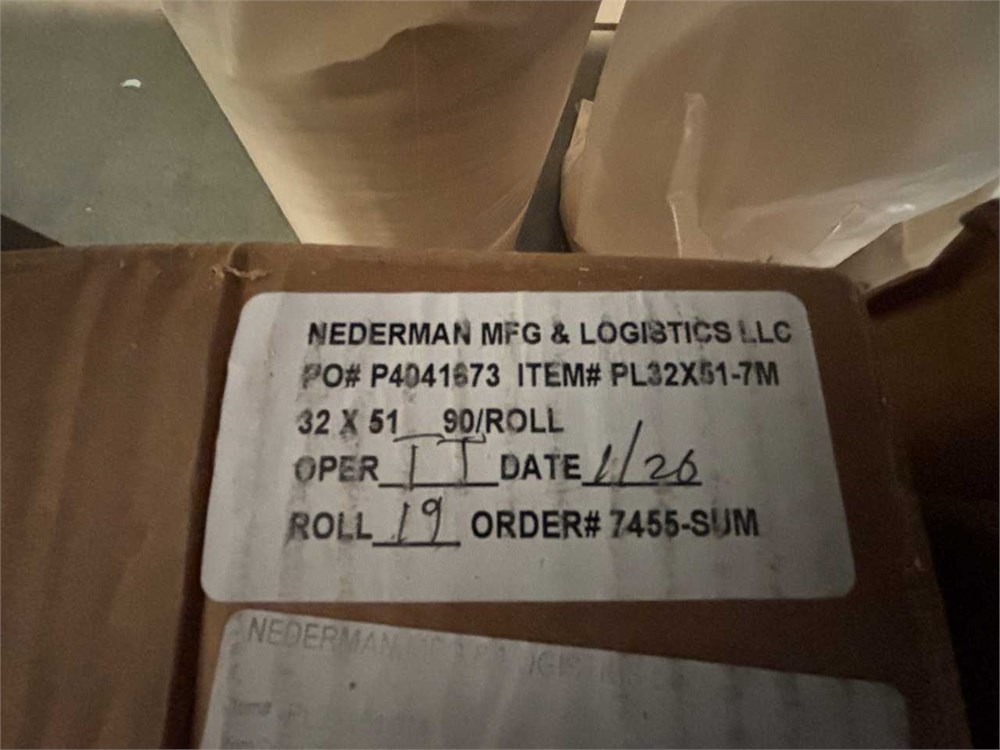 NEDERMAN MFG & LOGISTICS LLC
PO# P4041673 ITEM# PL32X51-7M
32 X 51 90/ROLL
OPER TT DATE 1/26
ROLL 19 ORDER# 7455-SUM
NEDERMAN